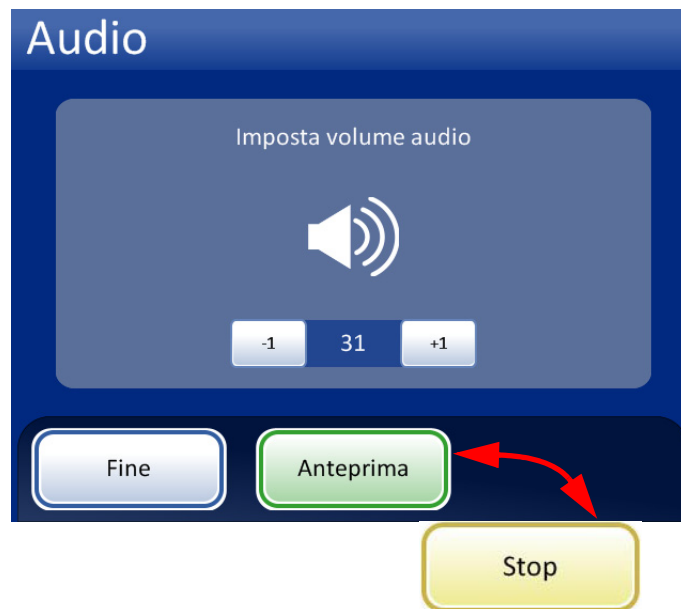 Audio
Imposta volume audio
-1 31 +1
Fine Anteprima
Stop